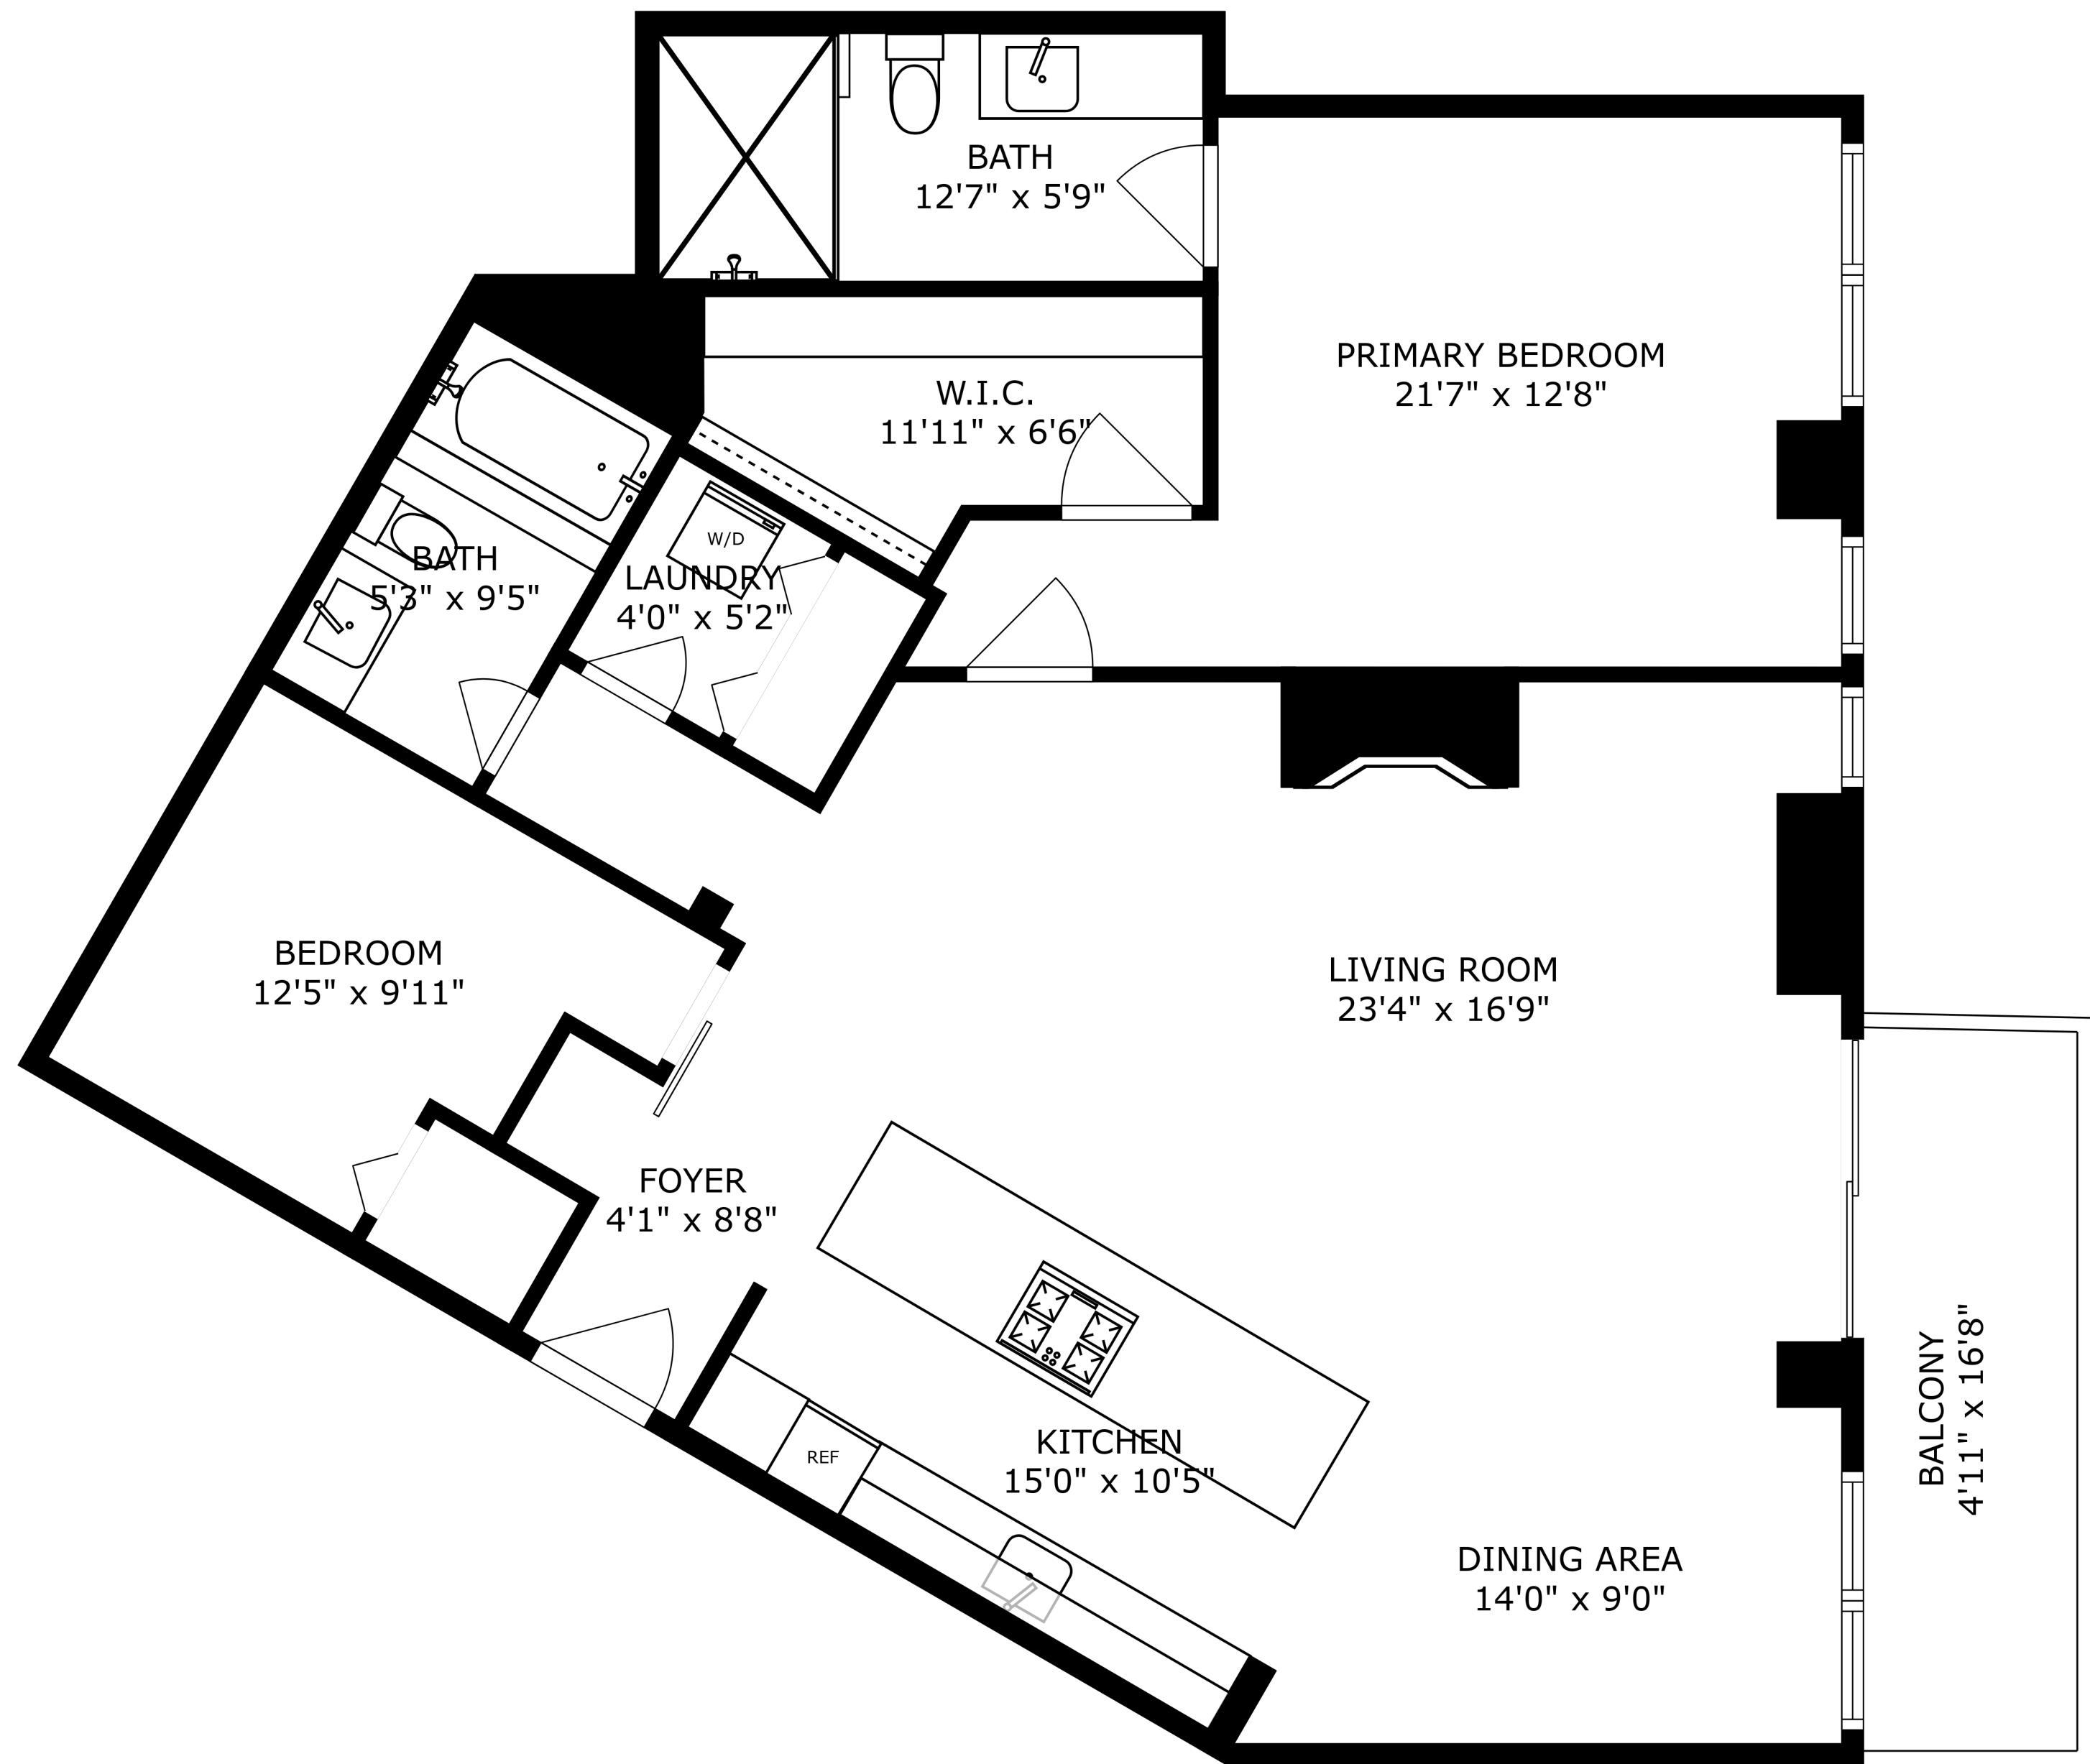 BATH
12'7" x 5'9"
PRIMARY BEDROOM
21'7" x 12'8"
W.I.C.
11'11" x 6'6"
W/D
LAUNDRY
4'0" x 5'2"
BATH
5'3" x 9'5"
BEDROOM
12'5" x 9'11"
LIVING ROOM
23'4" x 16'9"
FOYER
4'1" x 8'8"
KITCHEN
15'0" x 10'5"
REF
DINING AREA
14'0" x 9'0"
BALCONY
4'11" x 16'8"